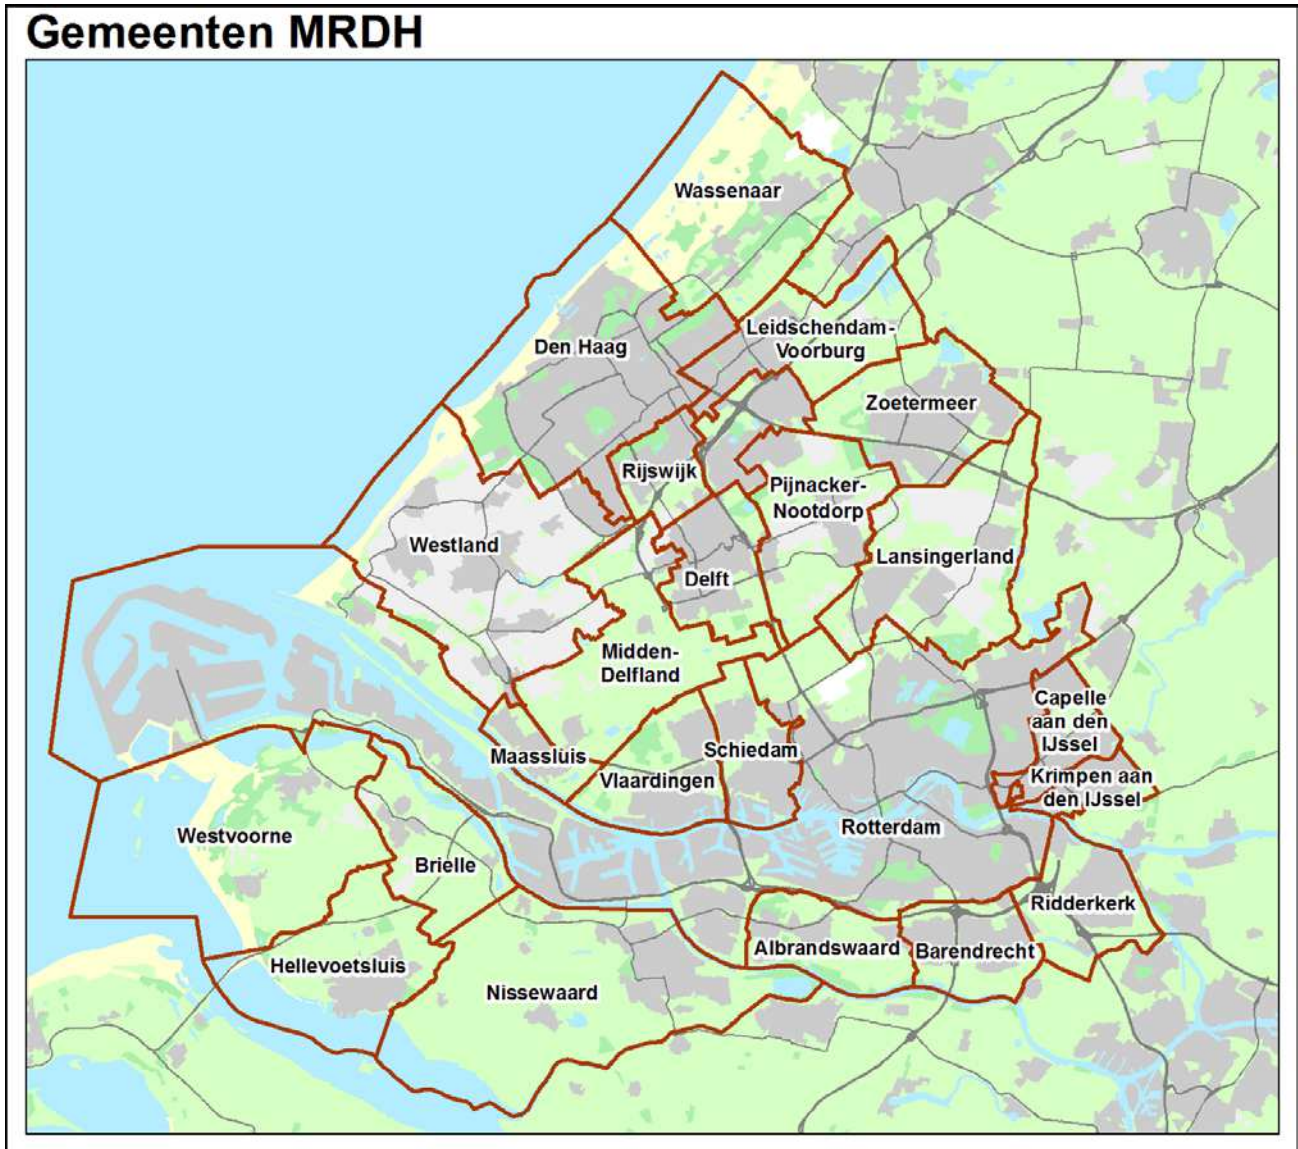 Gemeenten MRDH
Wassenaar
Leidschendam-
Voorburg
Den Haag
Zoetermeer
Rijswijk
Pijnacker-
Nootdorp
Westland
Lansingerland
Delft
Midden-
Delfland
Capelle
aan den
IJssel
Maassluis
Schiedam
Vlaardingen
Krimpen aan
den IJssel
Rotterdam
Westvoorne
Brielle
Ridderkerk
Albrandswaard
Barendrecht
Hellevoetsluis
Nissewaard